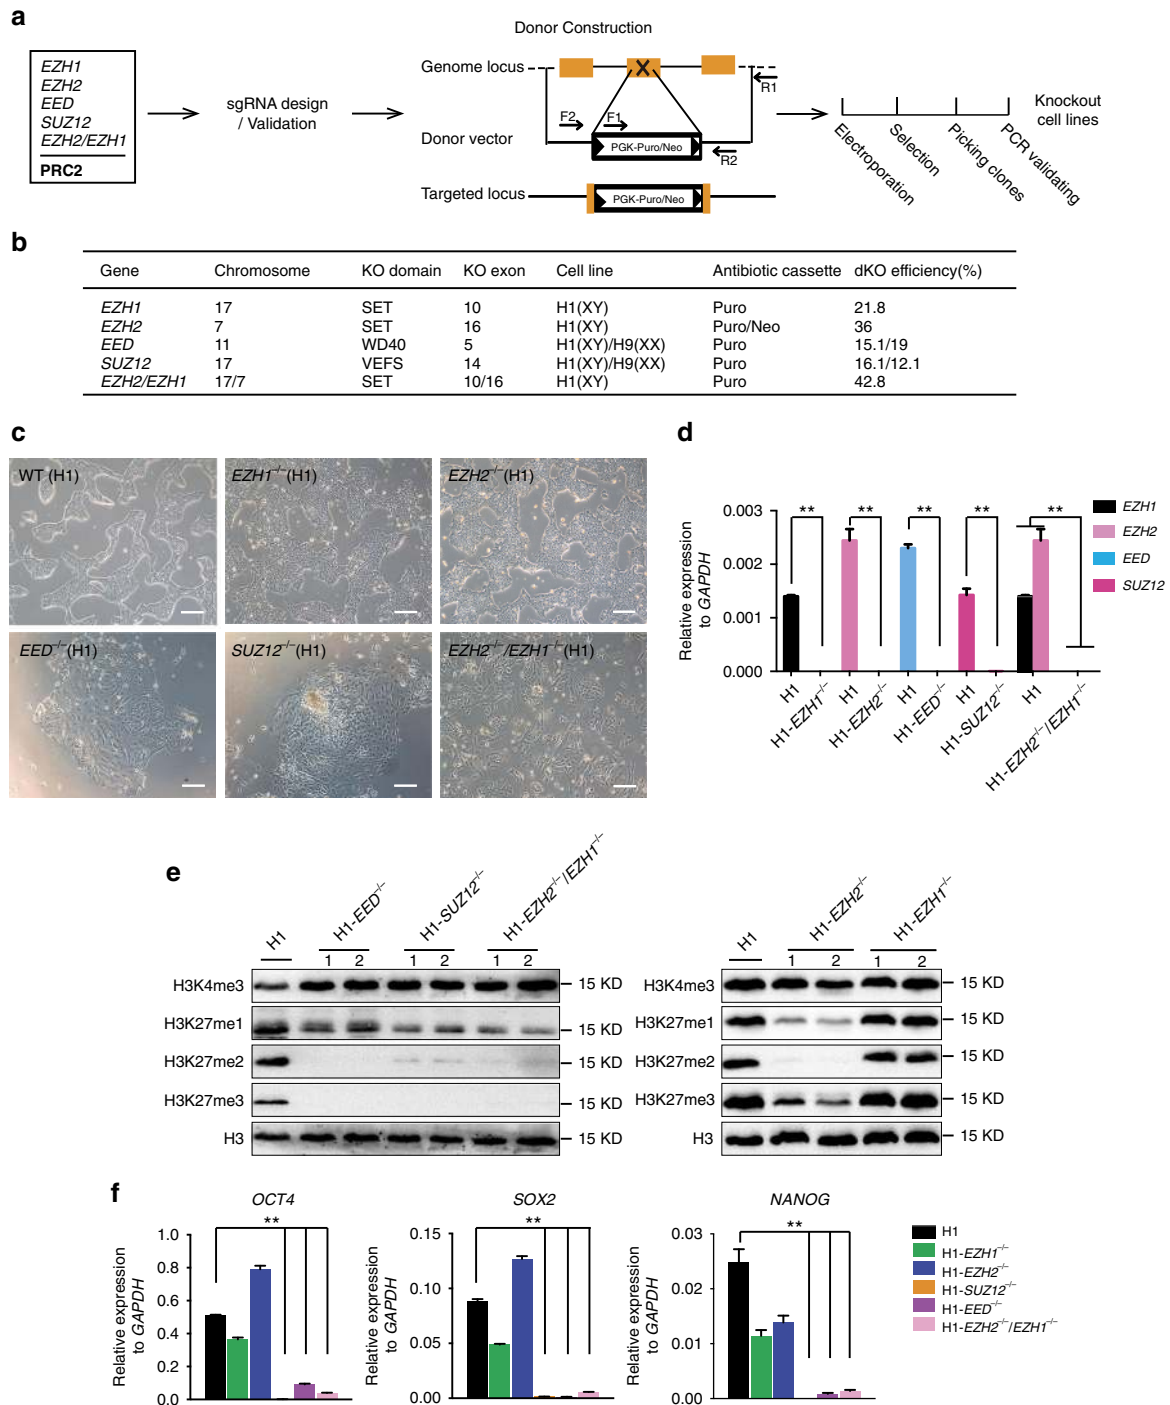 a
EZH1
EZH2
EED
SUZ12
EZH2/EZH1
PRC2
sgRNA design
/ Validation
Donor Construction
Genome locus
R1
F2
F1
Donor vector
PGK-Puro/Neo
R2
Targeted locus
PGK-Puro/Neo
Electroporation
Selection
Picking clones
PCR validating
Knockout
cell lines
b
Gene Chromosome KO domain KO exon Cell line Antibiotic cassette dKO efficiency(%)
EZH1 17 SET 10 H1(XY) Puro 21.8
EZH2 7 SET 16 H1(XY) Puro/Neo 36
EED 11 WD40 5 H1(XY)/H9(XX) Puro 15.1/19
SUZ12 17 VEFS 14 H1(XY)/H9(XX) Puro 16.1/12.1
EZH2/EZH1 17/7 SET 10/16 H1(XY) Puro 42.8
c
WT (H1)
EZH1–/–(H1)
EZH2–/–(H1)
EED–/–(H1)
SUZ12–/–(H1)
EZH2–/–/EZH1–/–(H1)
d
Relative expression
to GAPDH
0.003
0.002
0.001
0.000
** ** ** ** **
H1
H1-EZH1–/–
H1
H1-EZH2–/–
H1
H1-EED–/–
H1
H1-SUZ12–/–
H1
H1-EZH2–/–/EZH1–/–
EZH1
EZH2
EED
SUZ12
e
H1 H1-EED–/– H1-SUZ12–/– H1-EZH2–/–/EZH1–/–
1 2 1 2 1 2
H3K4me3 15 KD
H3K27me1 15 KD
H3K27me2 15 KD
H3K27me3 15 KD
H3 15 KD
H1 H1-EZH2–/– H1-EZH1–/–
1 2 1 2
H3K4me3 15 KD
H3K27me1 15 KD
H3K27me2 15 KD
H3K27me3 15 KD
H3 15 KD
f
OCT4
**
Relative expression
to GAPDH
1.0
0.8
0.6
0.4
0.2
0.0
SOX2
**
Relative expression
to GAPDH
0.15
0.10
0.05
0.00
NANOG
**
Relative expression
to GAPDH
0.03
0.02
0.01
0.00
H1
H1-EZH1–/–
H1-EZH2–/–
H1-SUZ12–/–
H1-EED–/–
H1-EZH2–/–/EZH1–/–